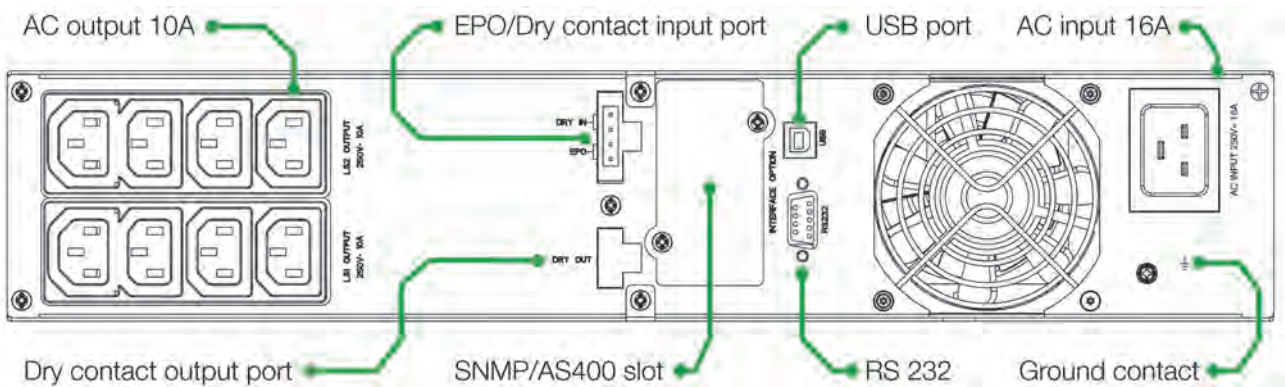 AC output 10A
EPO/Dry contact input port
USB port
AC input 16A
DRY IN
EPO
LS2 OUTPUT
250V~ 10A
USB
INTERFACE OPTION
RS232
AC INPUT 250V~ 16A
LS1 OUTPUT
250V~ 10A
DRY OUT
Dry contact output port
SNMP/AS400 slot
RS 232
Ground contact